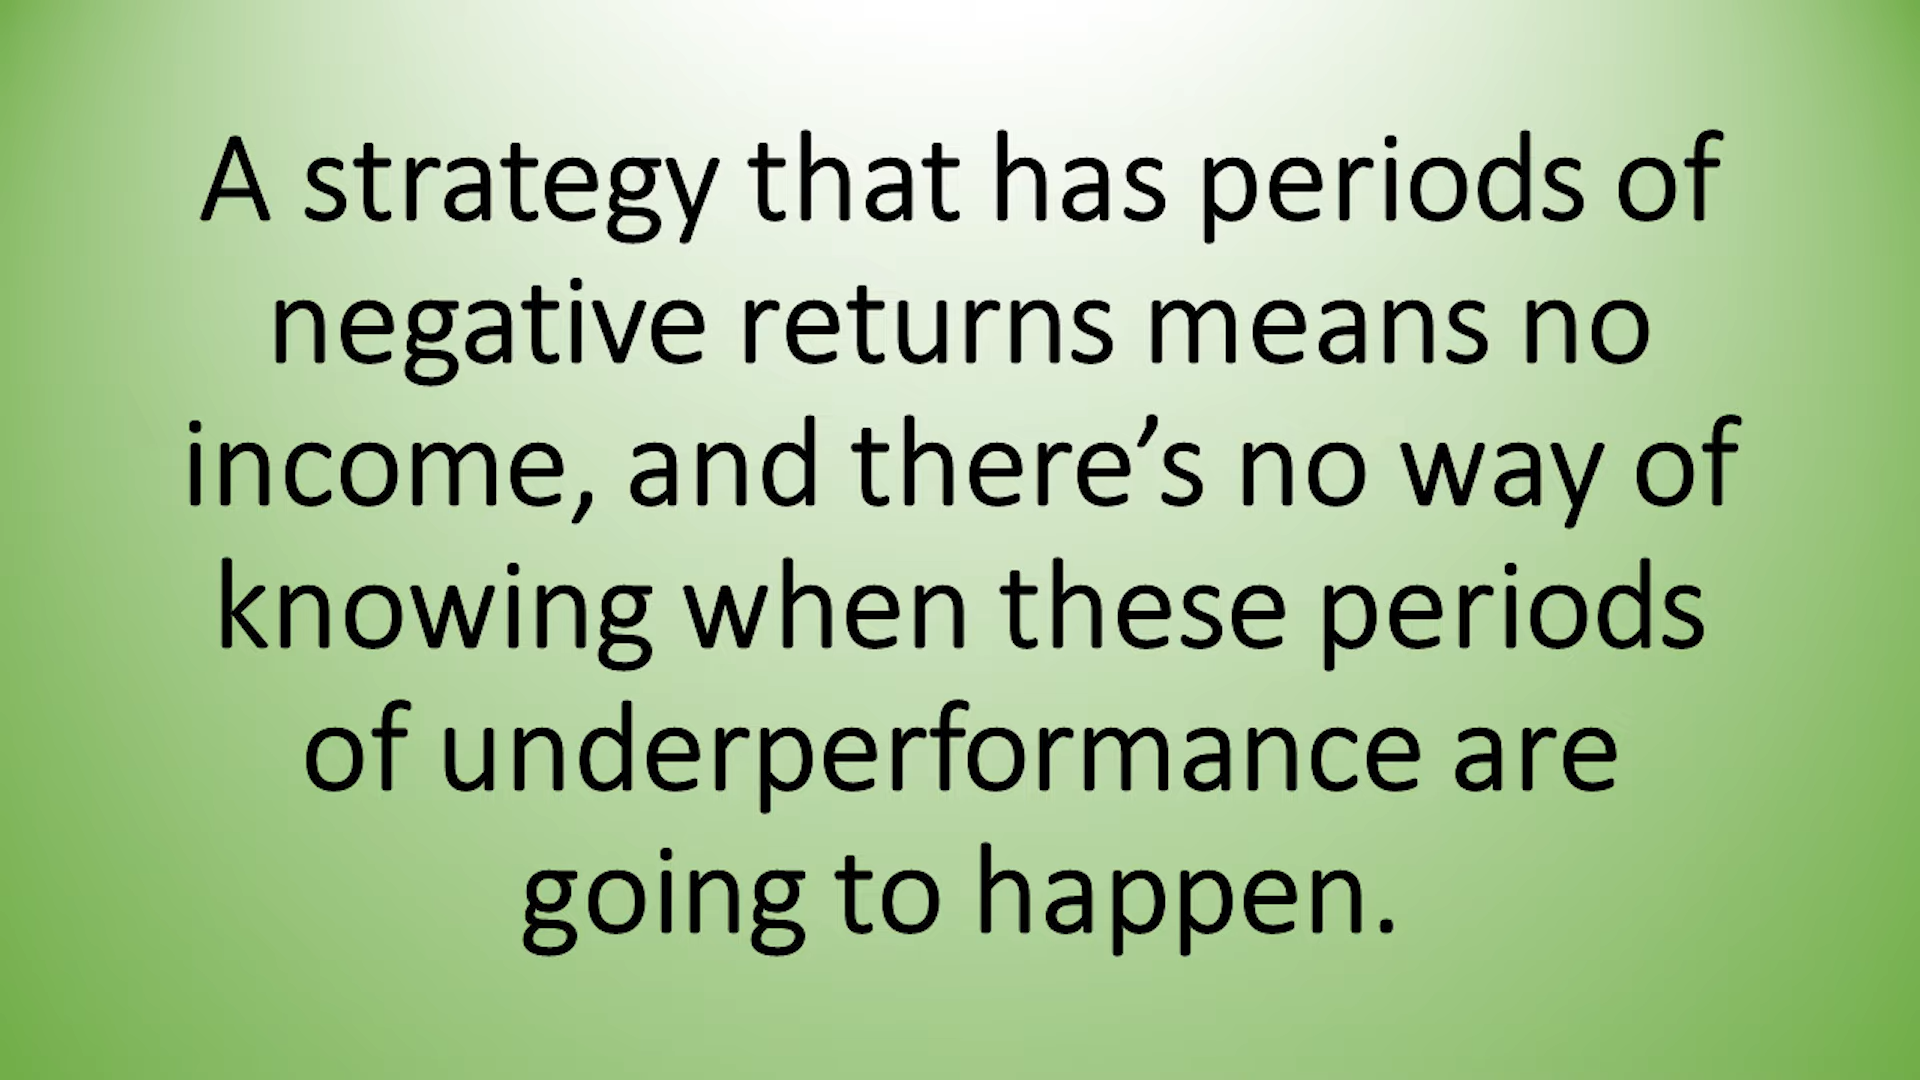 A strategy that has periods of
negative returns means no
income, and there’s no way of
knowing when these periods
of underperformance are
going to happen.